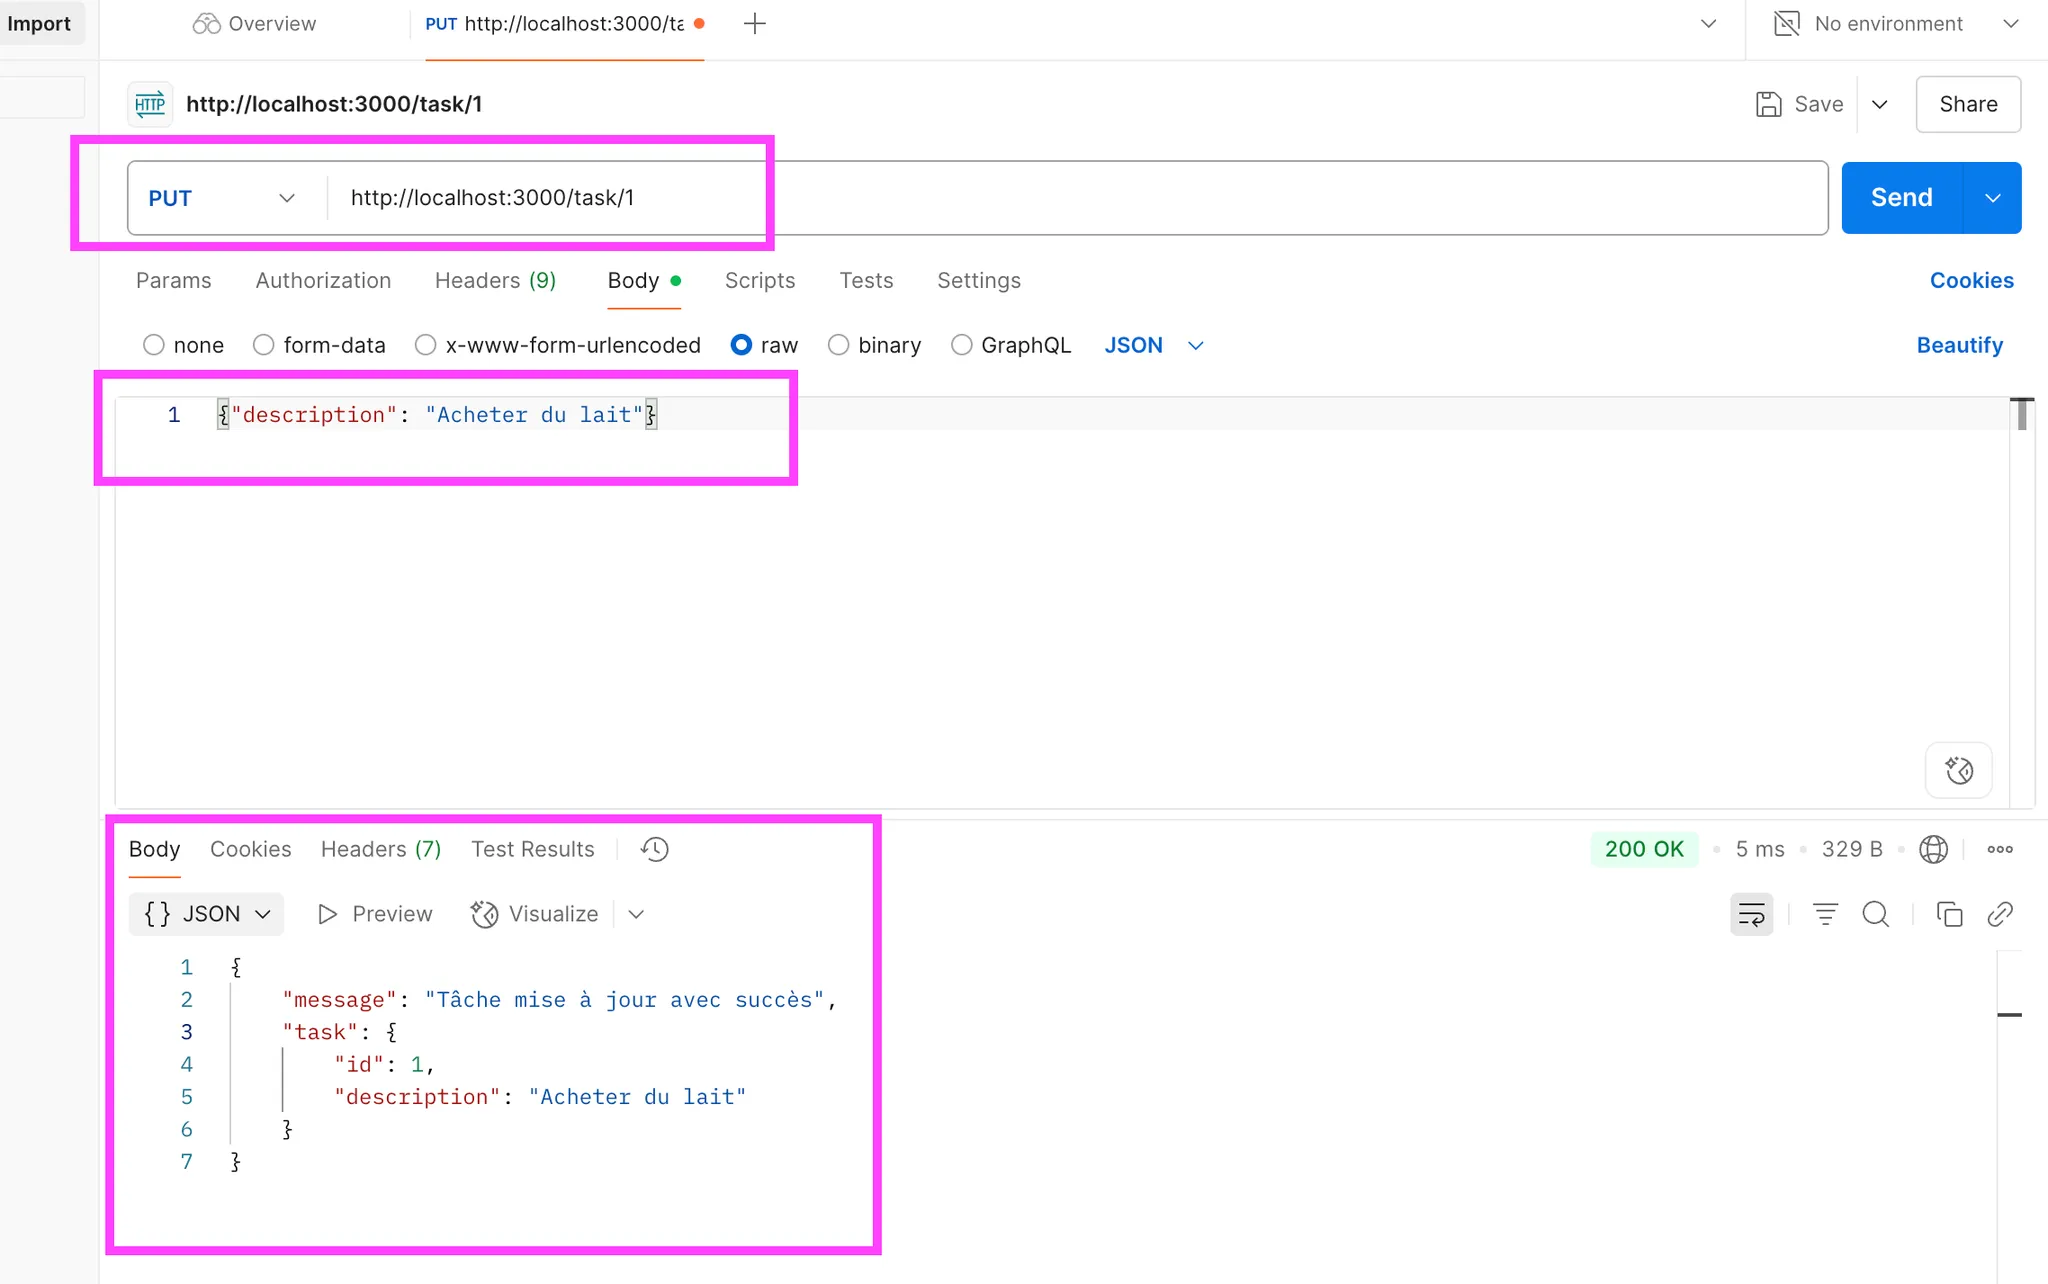 Import
Overview
PUT http://localhost:3000/ta
No environment
HTTP http://localhost:3000/task/1
Save
Share
PUT http://localhost:3000/task/1
Send
Params Authorization Headers (9) Body Scripts Tests Settings Cookies
none form-data x-www-form-urlencoded raw binary GraphQL JSON Beautify
1 {"description": "Acheter du lait"}
Body Cookies Headers (7) Test Results 200 OK 5 ms 329 B
{} JSON Preview Visualize
1 {
2 "message": "Tâche mise à jour avec succès",
3 "task": {
4 "id": 1,
5 "description": "Acheter du lait"
6 }
7 }